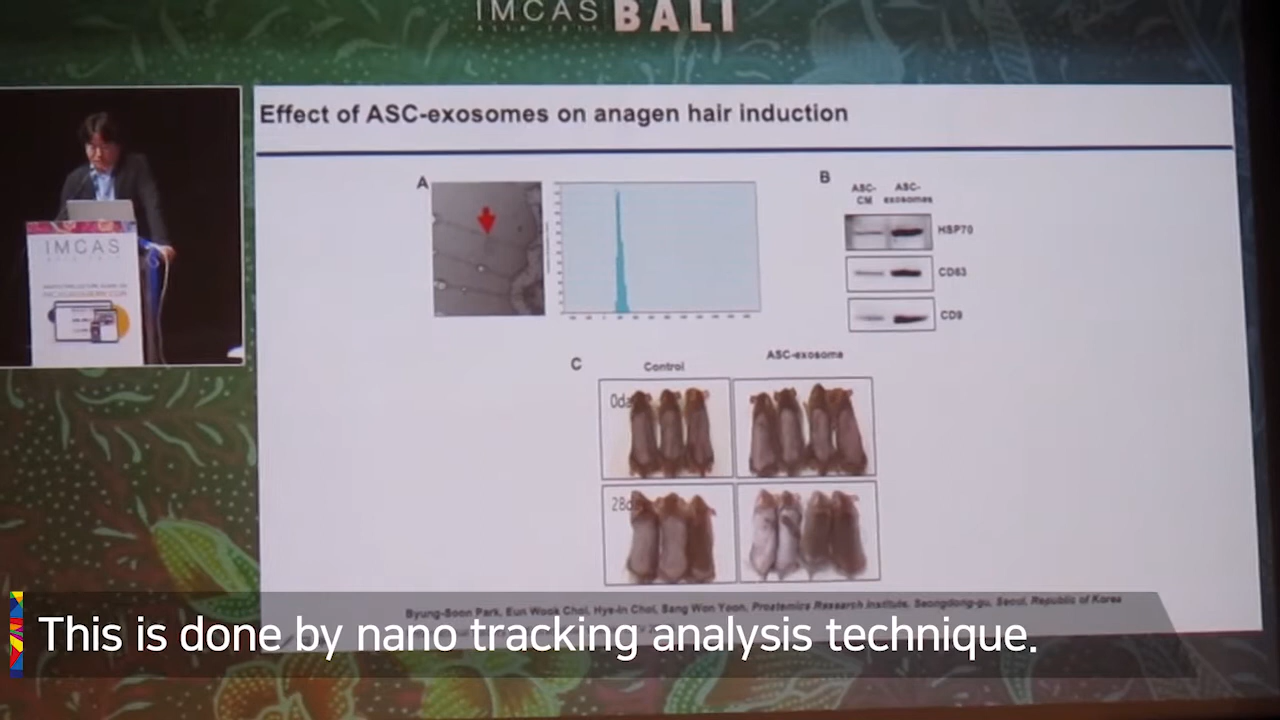 IMCAS BALI
Effect of ASC-exosomes on anagen hair induction
A
B
ASC-CM
ASC-exosomes
HSP70
CD63
CD9
IMCAS
C
Control
ASC-exosome
0da
28d
Byung-Soon Park, Eun Wook Choi, Hye-In Choi, Sang Won Yoon, Prostemics Research Institute, Seongdong-gu, Seoul, Republic of Korea
This is done by nano tracking analysis technique.